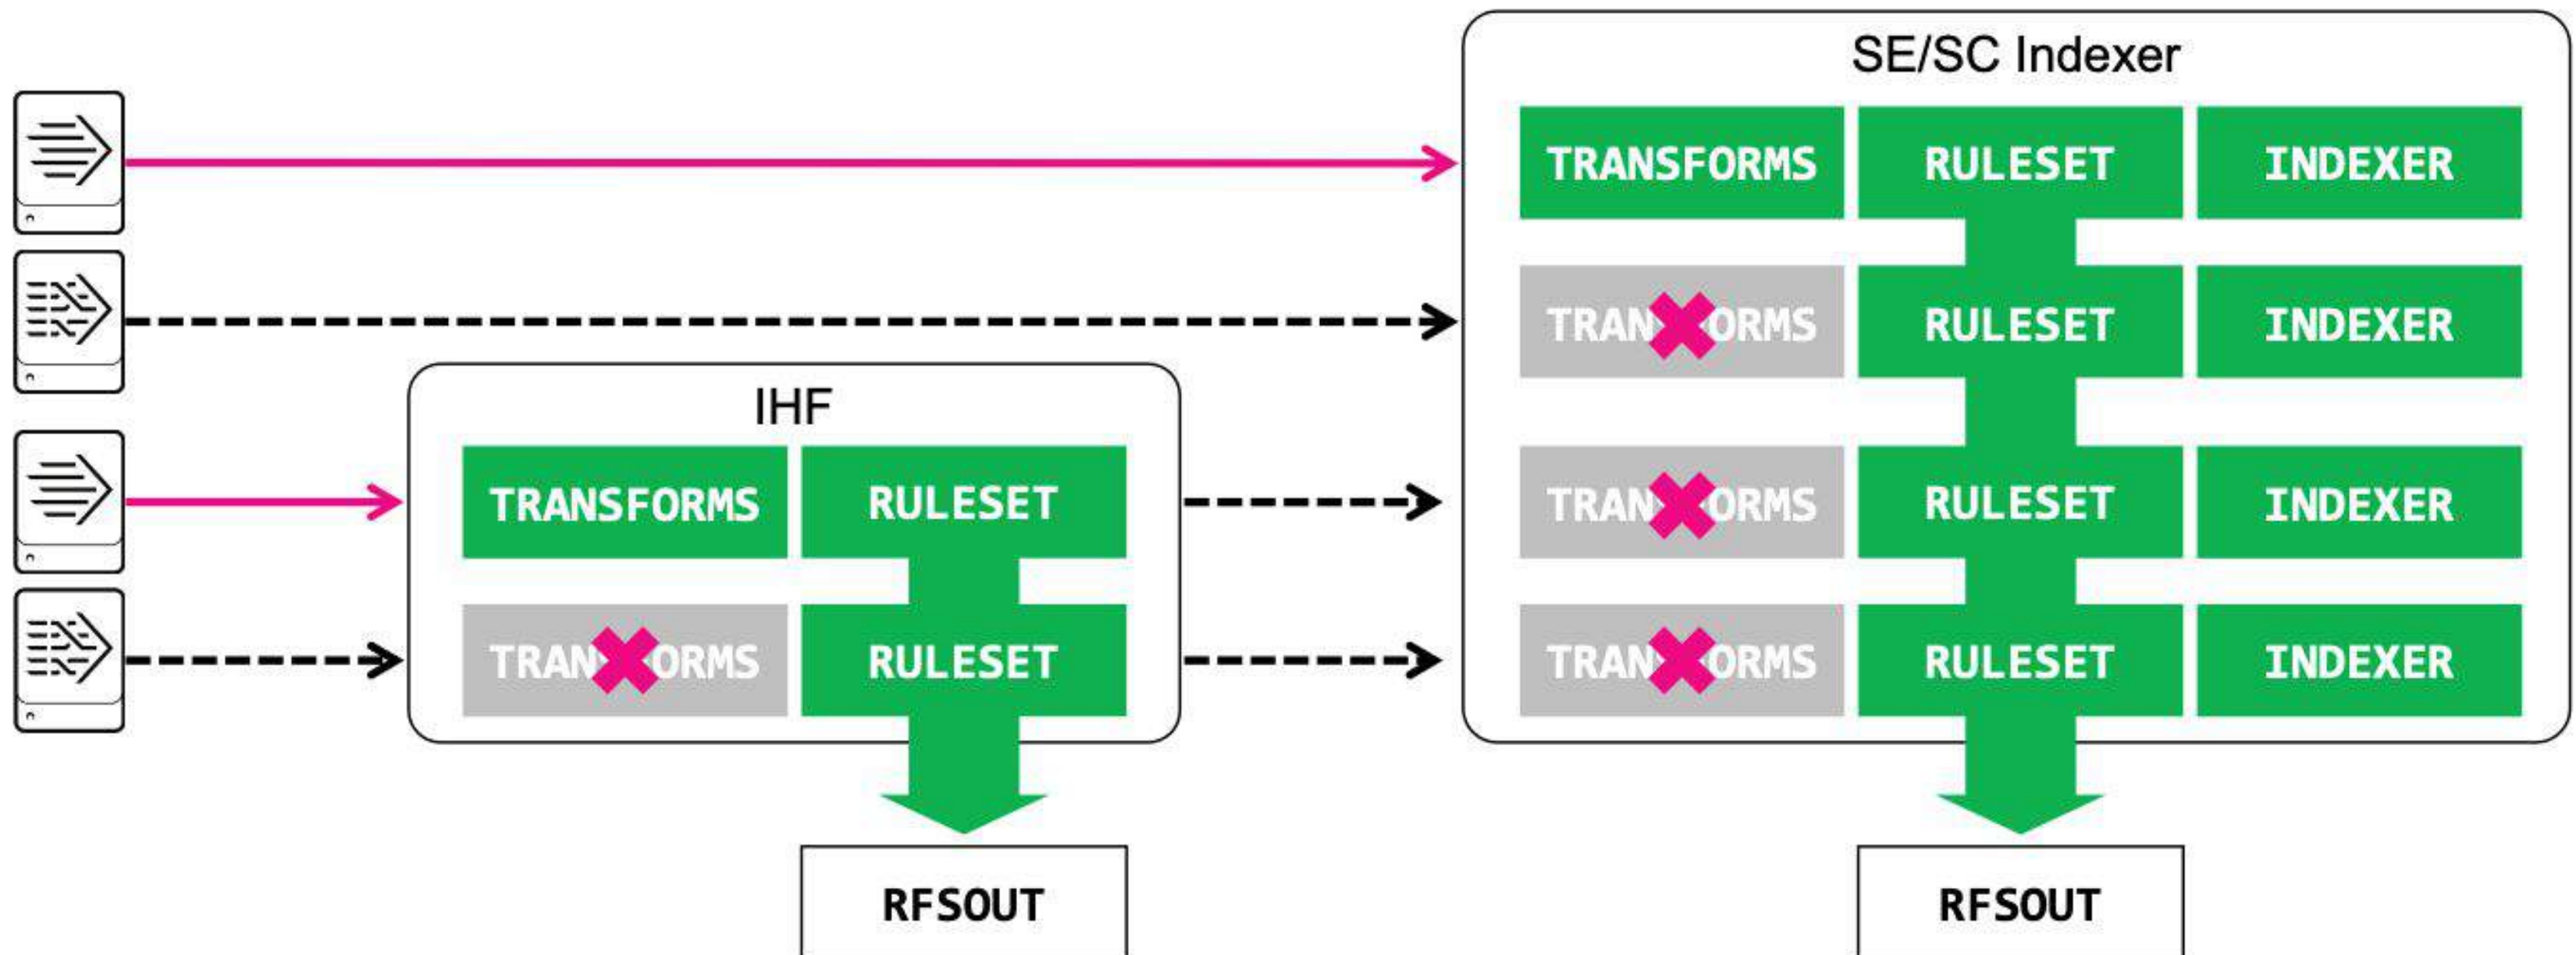 SE/SC Indexer
TRANSFORMS RULESET INDEXER
RULESET INDEXER
IHF
TRANSFORMS RULESET
RULESET INDEXER
RULESET
RULESET INDEXER
RFSOUT
RFSOUT